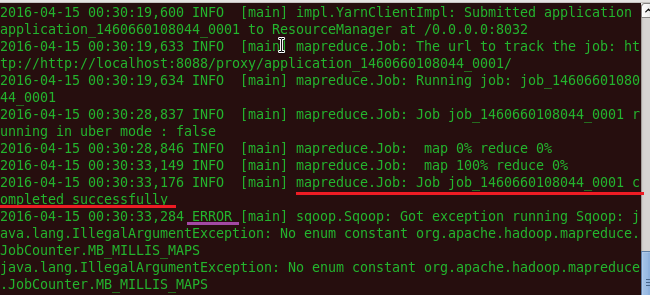 2016-04-15 00:30:19,600 INFO  [main] impl.YarnClientImpl: Submitted application
application_1460660108044_0001 to ResourceManager at /0.0.0.0:8032
2016-04-15 00:30:19,633 INFO  [main] mapreduce.Job: The url to track the job: ht
tp://http://localhost:8088/proxy/application_1460660108044_0001/
2016-04-15 00:30:19,634 INFO  [main] mapreduce.Job: Running job: job_14606601080
44_0001
2016-04-15 00:30:28,837 INFO  [main] mapreduce.Job: Job job_1460660108044_0001 r
unning in uber mode : false
2016-04-15 00:30:28,846 INFO  [main] mapreduce.Job:  map 0% reduce 0%
2016-04-15 00:30:33,149 INFO  [main] mapreduce.Job:  map 100% reduce 0%
2016-04-15 00:30:33,176 INFO  [main] mapreduce.Job: Job job_1460660108044_0001 c
ompleted successfully
2016-04-15 00:30:33,284 ERROR [main] sqoop.Sqoop: Got exception running Sqoop: j
ava.lang.IllegalArgumentException: No enum constant org.apache.hadoop.mapreduce.
JobCounter.MB_MILLIS_MAPS
java.lang.IllegalArgumentException: No enum constant org.apache.hadoop.mapreduce
.JobCounter.MB_MILLIS_MAPS